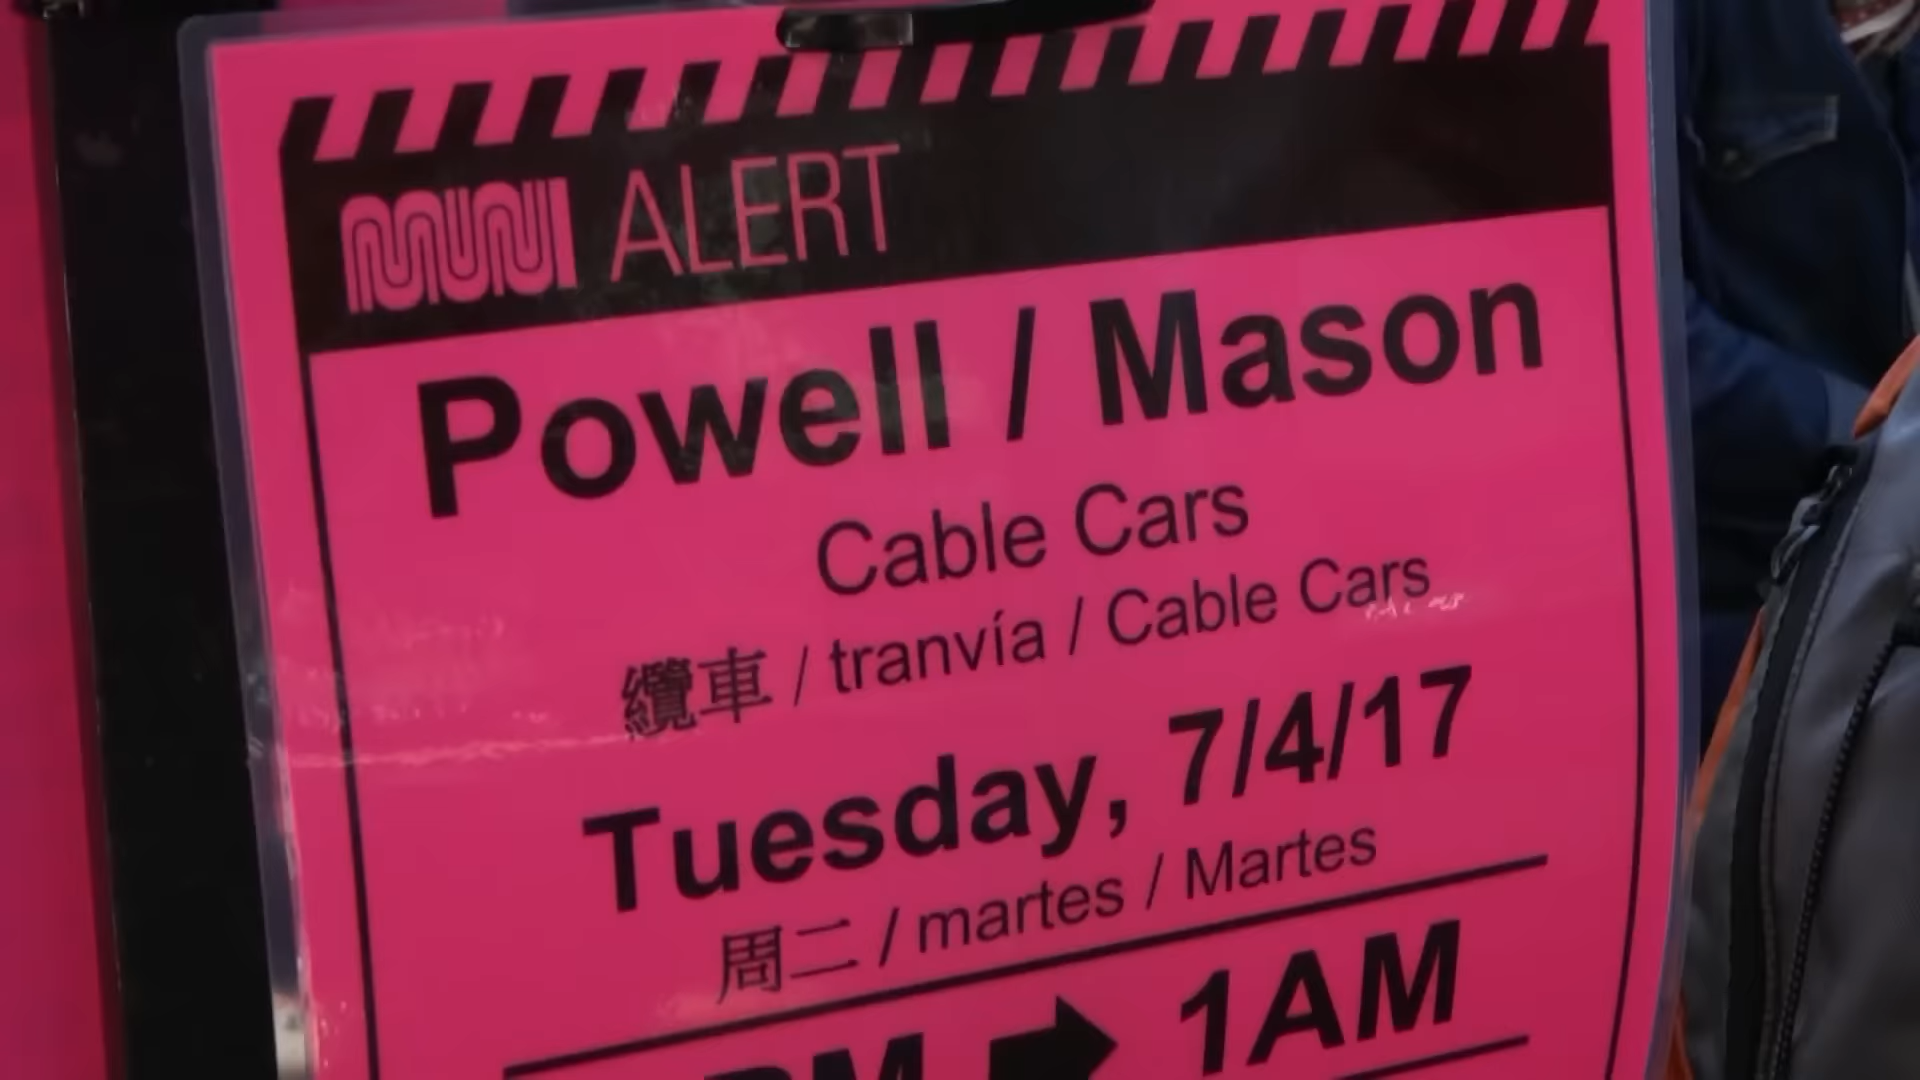 MUNI ALERT
Powell / Mason
Cable Cars
纜車 / tranvía / Cable Cars
Tuesday, 7/4/17
周二 / martes / Martes
PM ➡ 1AM